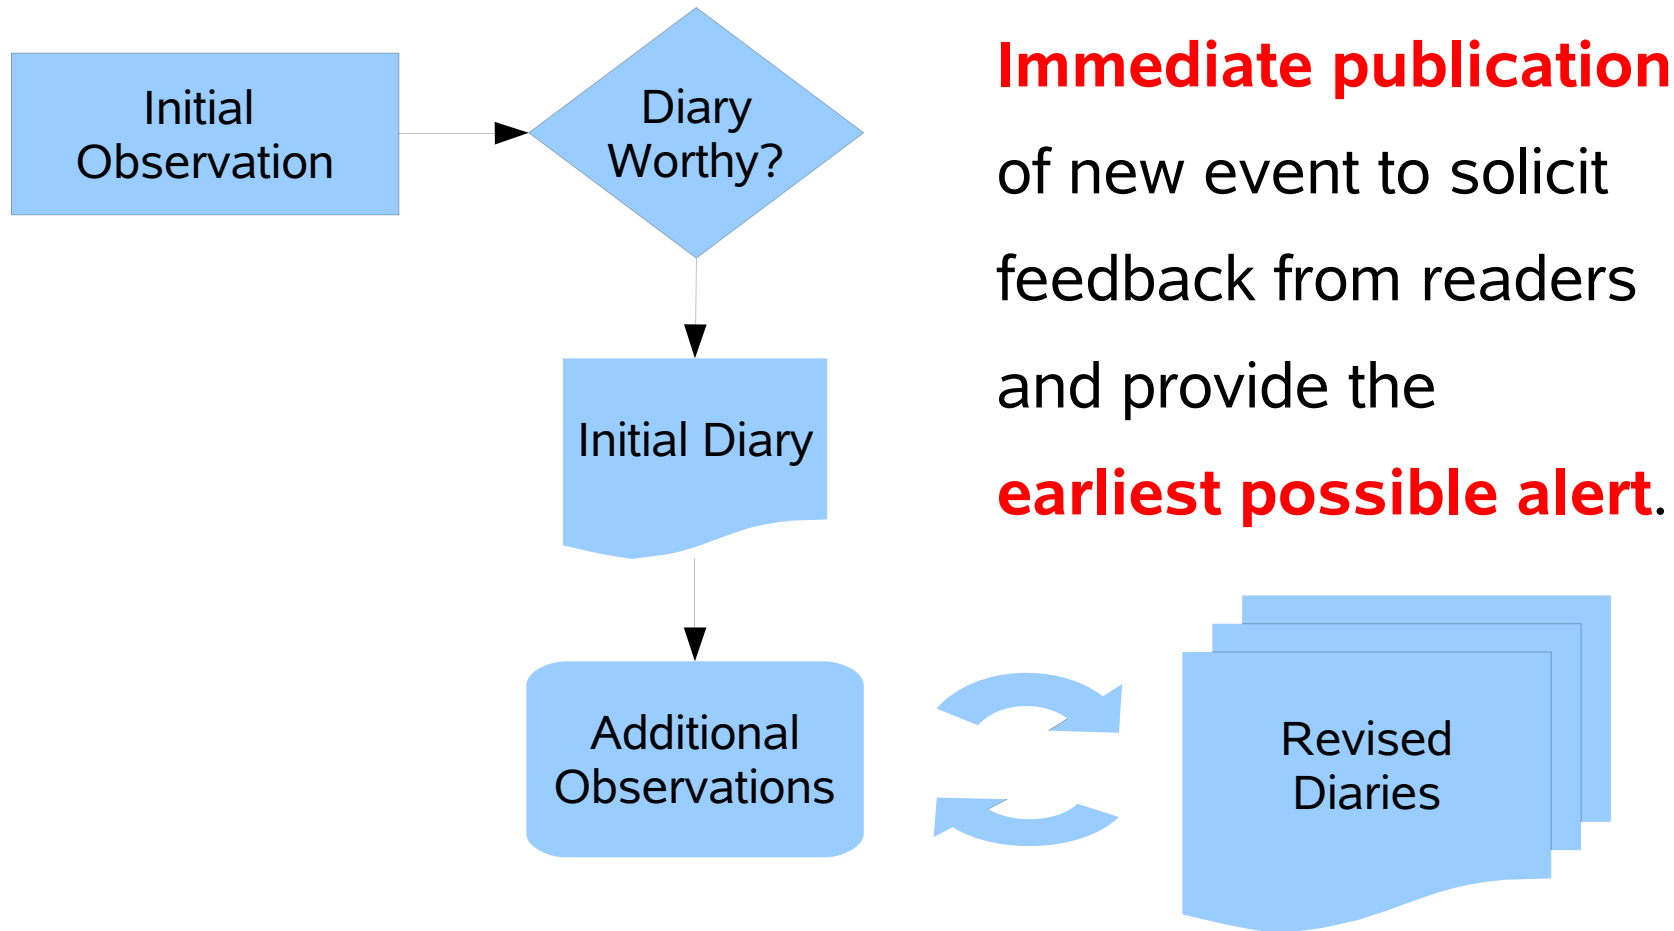 Initial
Observation
Diary
Worthy?
Immediate publication
of new event to solicit
feedback from readers
and provide the
earliest possible alert.
Initial Diary
Additional
Observations
Revised
Diaries